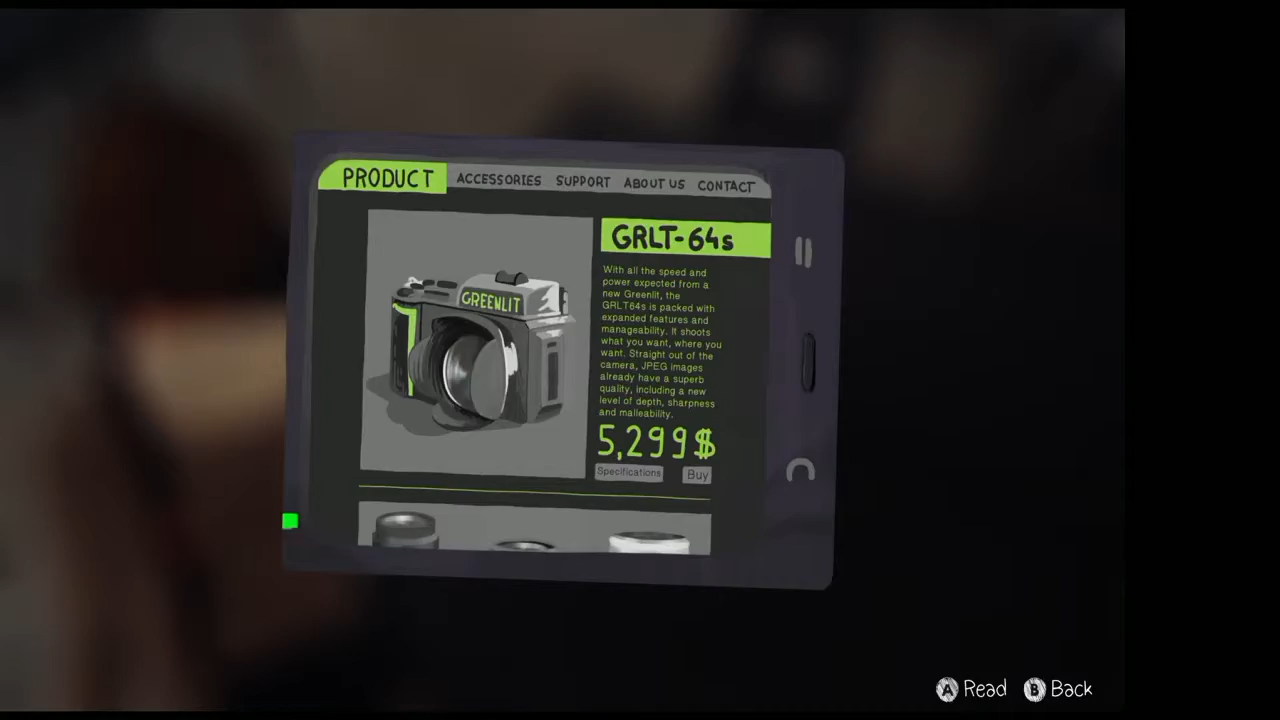 PRODUCT ACCESSORIES SUPPORT ABOUT US CONTACT
GREENLIT
GRLT-64s
With all the speed and
power expected from a
new Greenlit, the
GRLT64s is packed with
expanded features and
manageability. It shoots
what you want, where you
want. Straight out of the
camera, JPEG images
already have a superb
quality, including a new
level of depth, sharpness
and malleability.
5,299$
Specifications Buy
A Read B Back